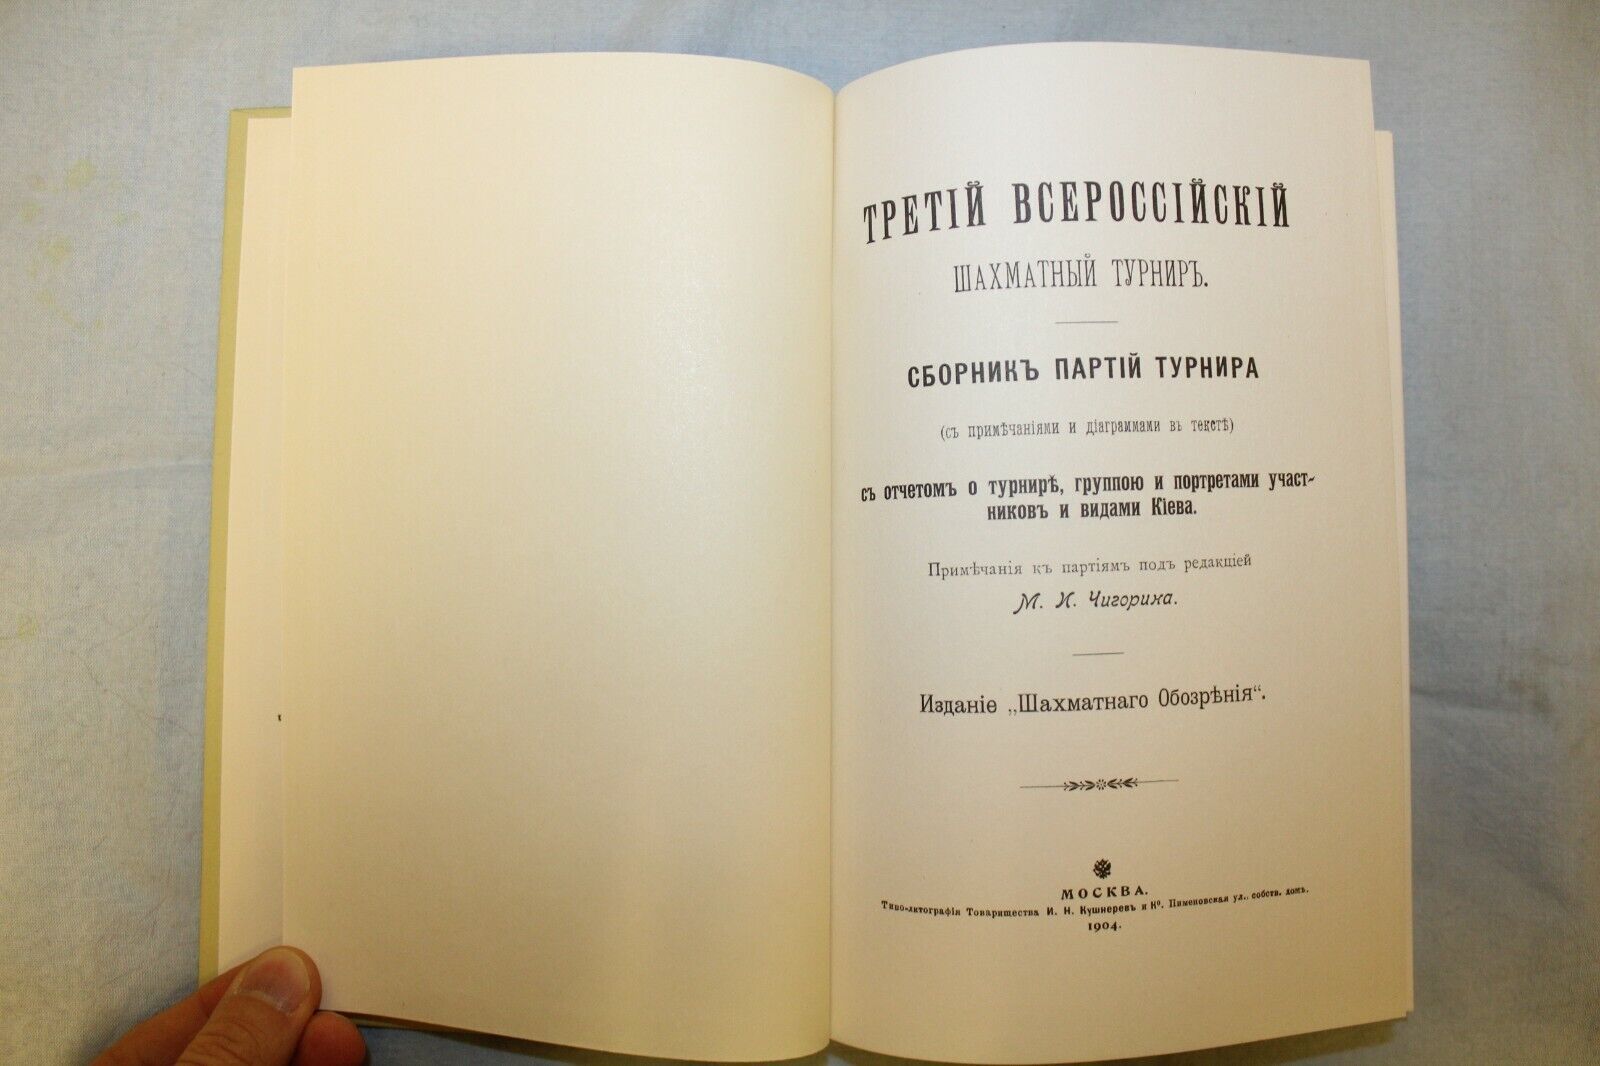 ТРЕТІЙ ВСЕРОССІЙСКІЙ
ШАХМАТНЫЙ ТУРНИРЪ.
СБОРНИКЪ ПАРТІЙ ТУРНИРА
(съ примѣчаніями и діаграммами въ текстѣ)
съ отчетомъ о турнирѣ, группою и портретами участ-
никовъ и видами Кіева.
Примѣчанія къ партіямъ подъ редакціей
М. И. Чигорина.
Изданіе „Шахматнаго Обозрѣнія“.
МОСКВА.
Типо-литографія Товарищества И. Н. Кушнеревъ и Ко. Пименовская ул., собств. домъ.
1904.